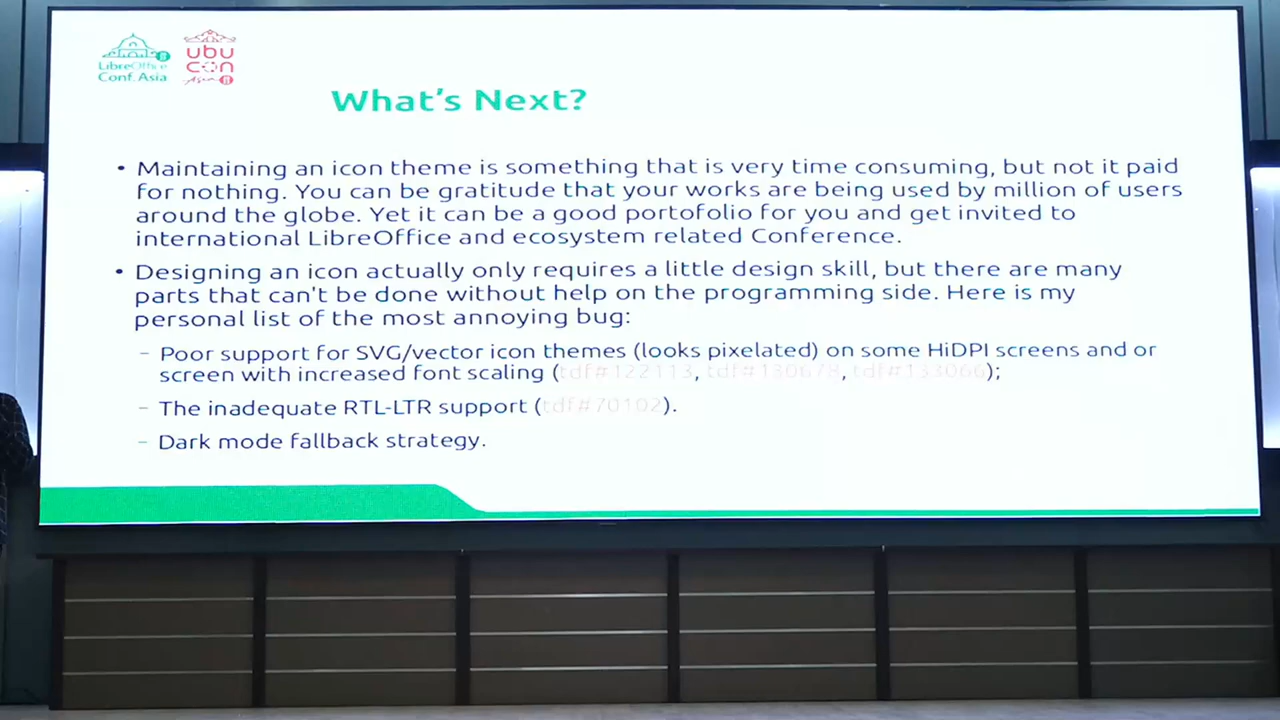 LibreOffice
Conf. Asia
ubu
con
Asia
What's Next?
• Maintaining an icon theme is something that is very time consuming, but not it paid
for nothing. You can be gratitude that your works are being used by million of users
around the globe. Yet it can be a good portofolio for you and get invited to
international LibreOffice and ecosystem related Conference.
• Designing an icon actually only requires a little design skill, but there are many
parts that can't be done without help on the programming side. Here is my
personal list of the most annoying bug:
– Poor support for SVG/vector icon themes (looks pixelated) on some HiDPI screens and or
screen with increased font scaling (tdf#122113, tdf#130678, tdf#133066);
– The inadequate RTL-LTR support (tdf#70102).
– Dark mode fallback strategy.